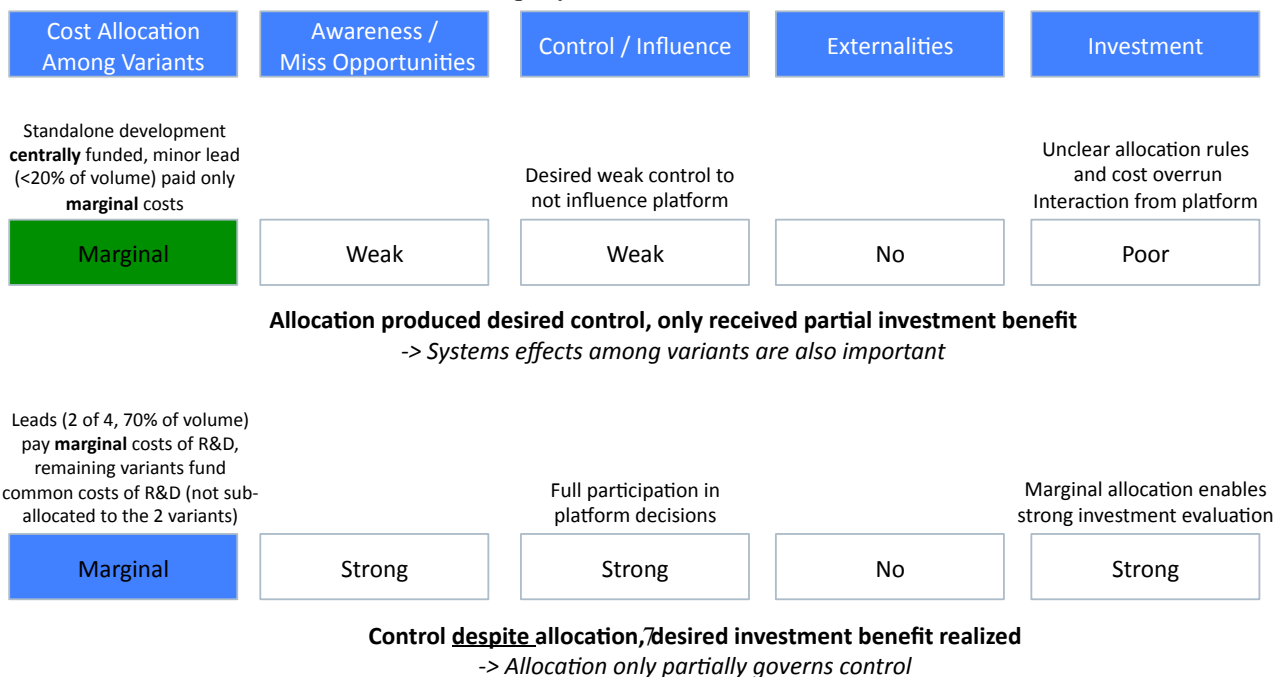 Cost Allocation
Among Variants
Awareness /
Miss Opportunities
Control / Influence
Externalities
Investment
Standalone development
centrally funded, minor lead
(<20% of volume) paid only
marginal costs
Desired weak control to
not influence platform
Unclear allocation rules
and cost overrun
Interaction from platform
Marginal
Weak
Weak
No
Poor
Allocation produced desired control, only received partial investment benefit
-> Systems effects among variants are also important
Leads (2 of 4, 70% of volume)
pay marginal costs of R&D,
remaining variants fund
common costs of R&D (not sub-
allocated to the 2 variants)
Full participation in
platform decisions
Marginal allocation enables
strong investment evaluation
Marginal
Strong
Strong
No
Strong
Control despite allocation, desired investment benefit realized
7
-> Allocation only partially governs control